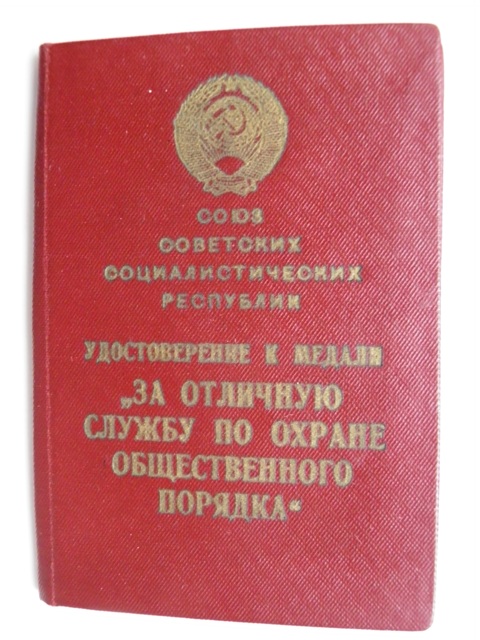 СОЮЗ
СОВЕТСКИХ
СОЦИАЛИСТИЧЕСКИХ
РЕСПУБЛИК
УДОСТОВЕРЕНИЕ К МЕДАЛИ
„ЗА ОТЛИЧНУЮ
СЛУЖБУ ПО ОХРАНЕ
ОБЩЕСТВЕННОГО
ПОРЯДКА“